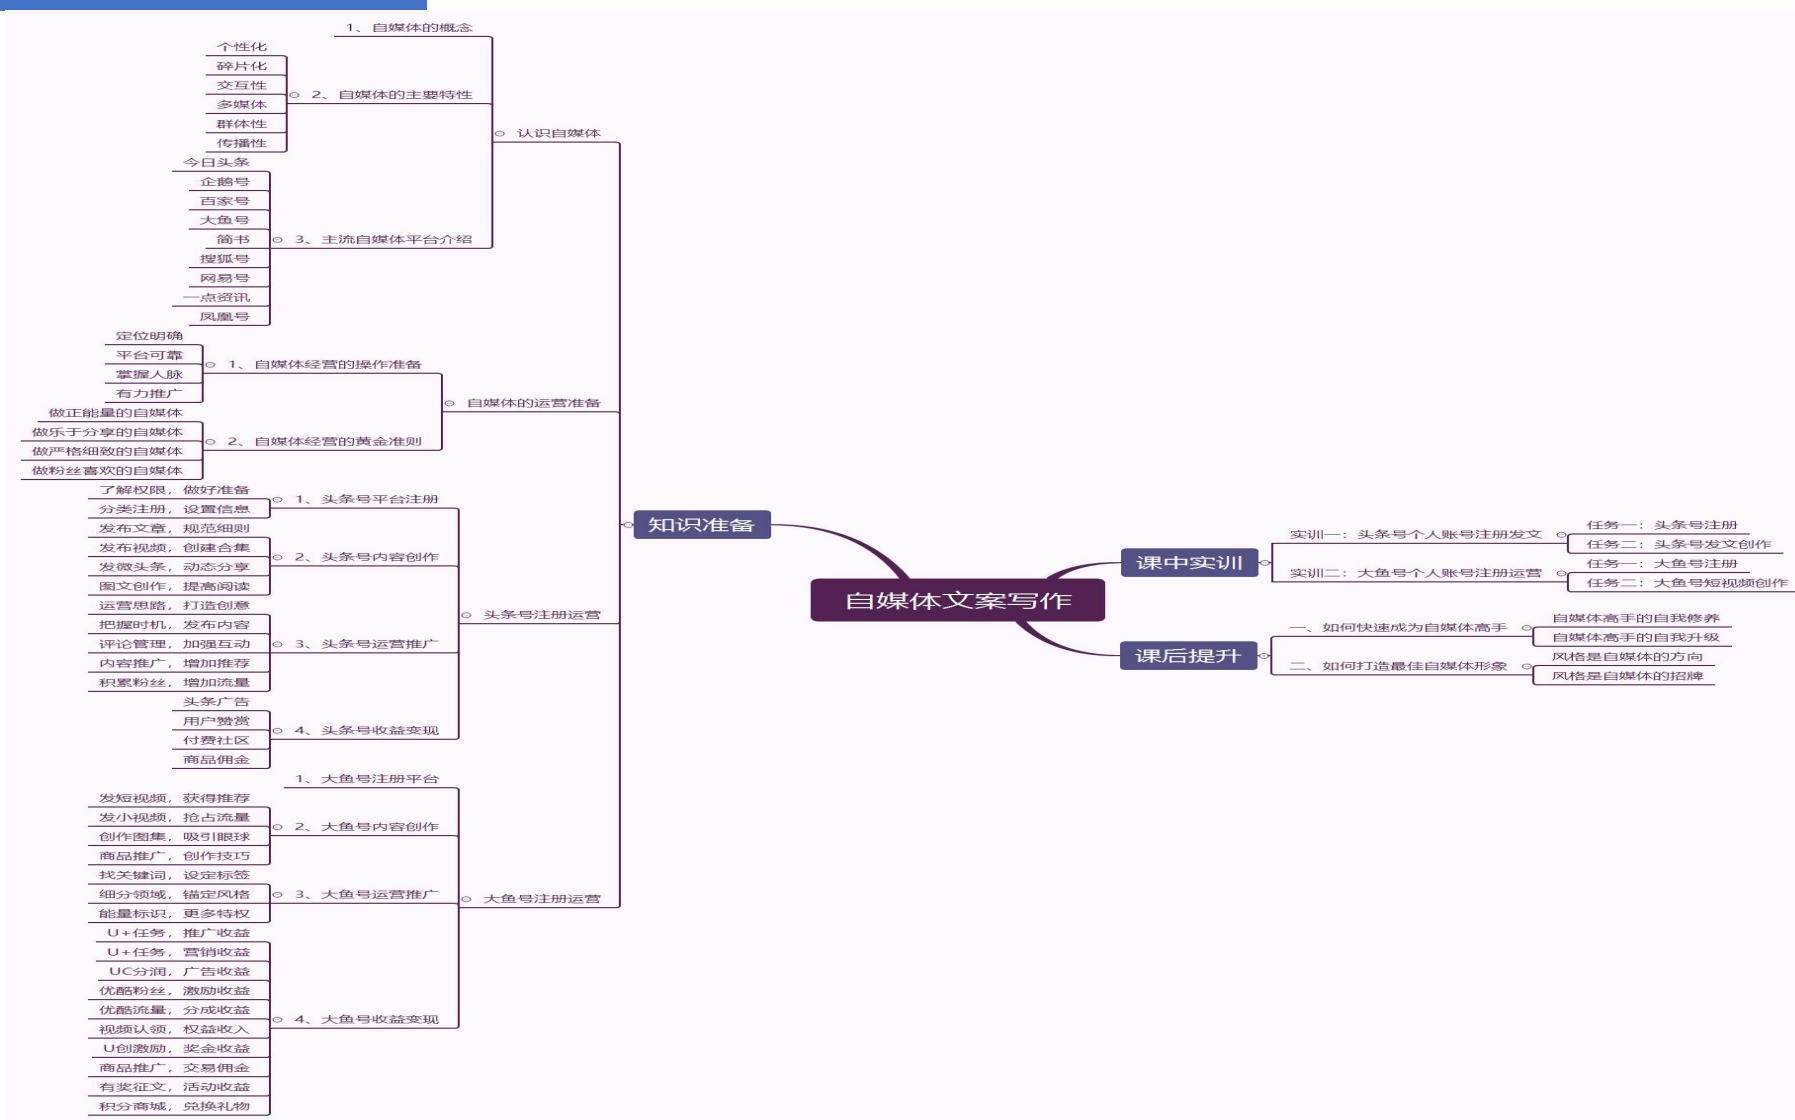 自媒体文案写作
知识准备
认识自媒体
1、自媒体的概念
2、自媒体的主要特性
个性化
碎片化
交互性
多媒体
群体性
传播性
3、主流自媒体平台介绍
今日头条
企鹅号
百家号
大鱼号
简书
搜狐号
网易号
一点资讯
凤凰号
自媒体的运营准备
1、自媒体经营的操作准备
定位明确
平台可靠
掌握人脉
有力推广
2、自媒体经营的黄金准则
做正能量的自媒体
做乐于分享的自媒体
做严格细致的自媒体
做粉丝喜欢的自媒体
头条号注册运营
1、头条号平台注册
了解权限，做好准备
分类注册，设置信息
2、头条号内容创作
发布文章，规范细则
发布视频，创建合集
发微头条，动态分享
图文创作，提高阅读
3、头条号运营推广
运营思路，打造创意
把握时机，发布内容
评论管理，加强互动
内容推广，增加推荐
积累粉丝，增加流量
4、头条号收益变现
头条广告
用户赞赏
付费社区
商品佣金
大鱼号注册运营
1、大鱼号注册平台
2、大鱼号内容创作
发短视频，获得推荐
发小视频，抢占流量
创作图集，吸引眼球
商品推广，创作技巧
3、大鱼号运营推广
找关键词，设定标签
细分领域，锚定风格
能量标识，更多特权
4、大鱼号收益变现
U+任务，推广收益
U+任务，营销收益
UC分润，广告收益
优酷粉丝，激励收益
优酷流量，分成收益
视频认领，权益收入
U创激励，奖金收益
商品推广，交易佣金
有奖征文，活动收益
积分商城，兑换礼物
课中实训
实训一：头条号个人账号注册发文
任务一：头条号注册
任务二：头条号发文创作
实训二：大鱼号个人账号注册运营
任务一：大鱼号注册
任务二：大鱼号短视频创作
课后提升
一、如何快速成为自媒体高手
自媒体高手的自我修养
自媒体高手的自我升级
二、如何打造最佳自媒体形象
风格是自媒体的方向
风格是自媒体的招牌